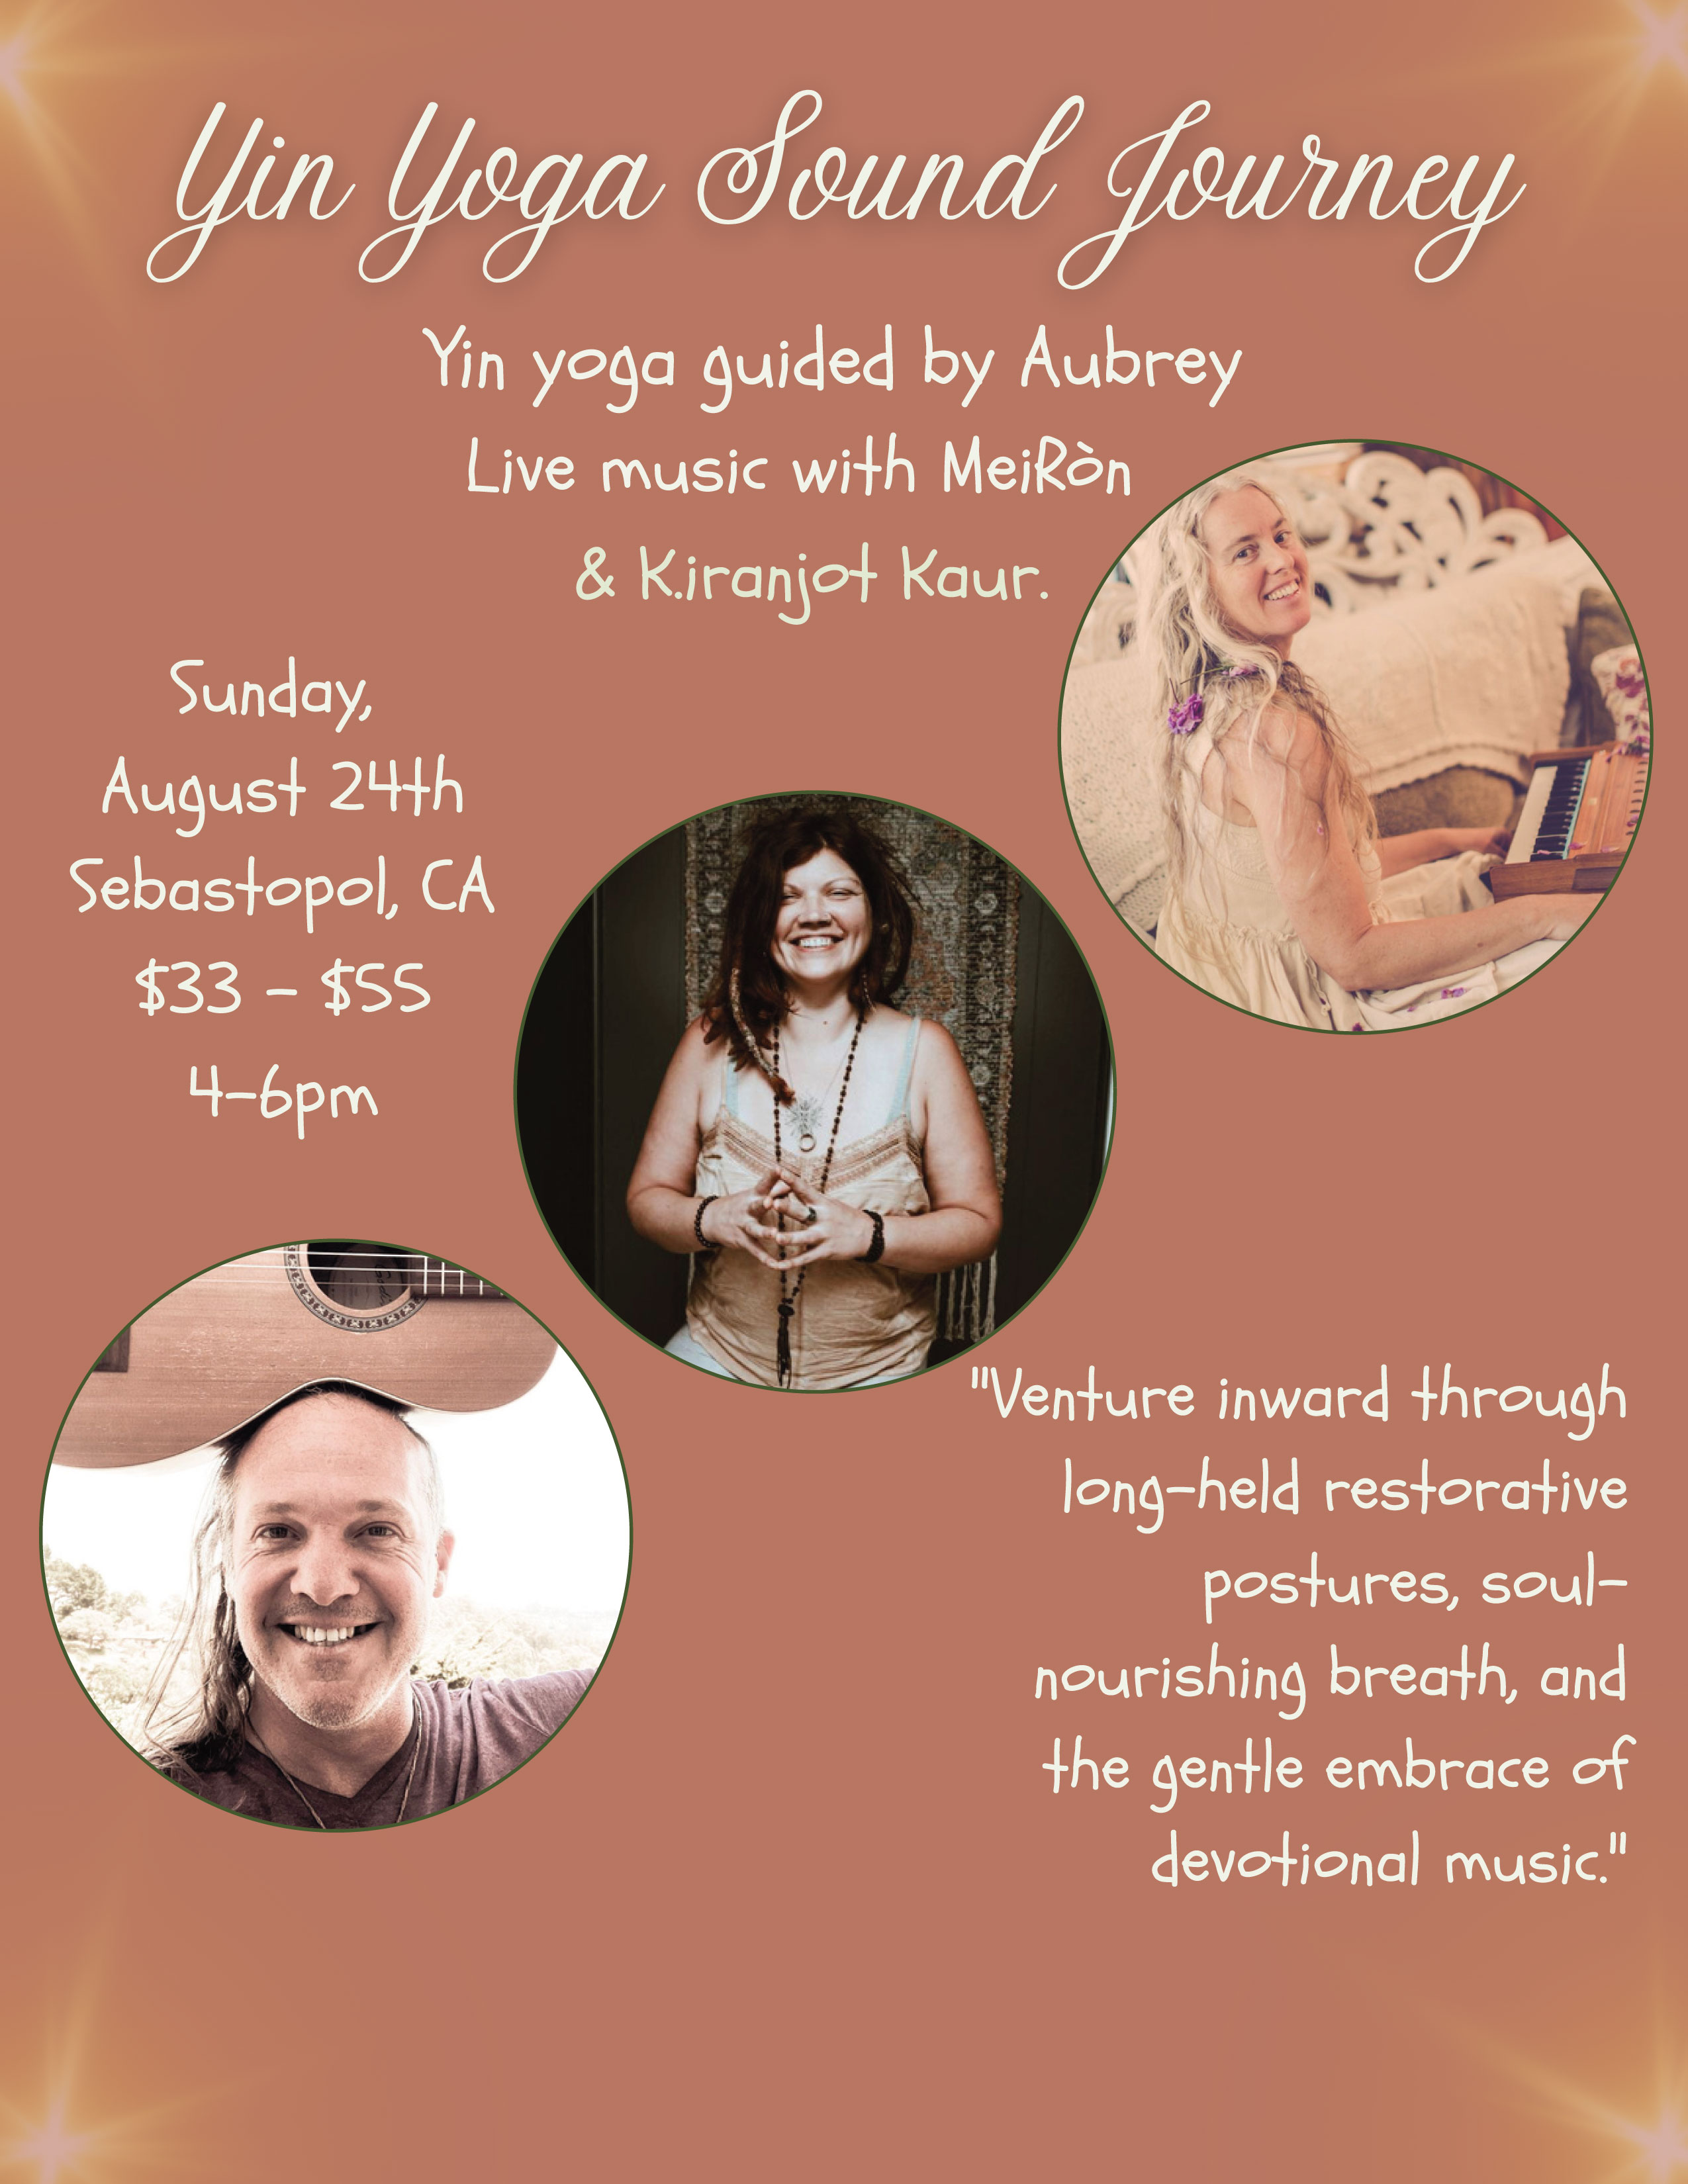 Yin Yoga Sound Journey
Yin yoga guided by Aubrey
Live music with MeiRòn
& K.iranjot Kaur.
Sunday,
August 24th
Sebastopol, CA
$33 - $55
4-6pm
"Venture inward through
long-held restorative
postures, soul-
nourishing breath, and
the gentle embrace of
devotional music."